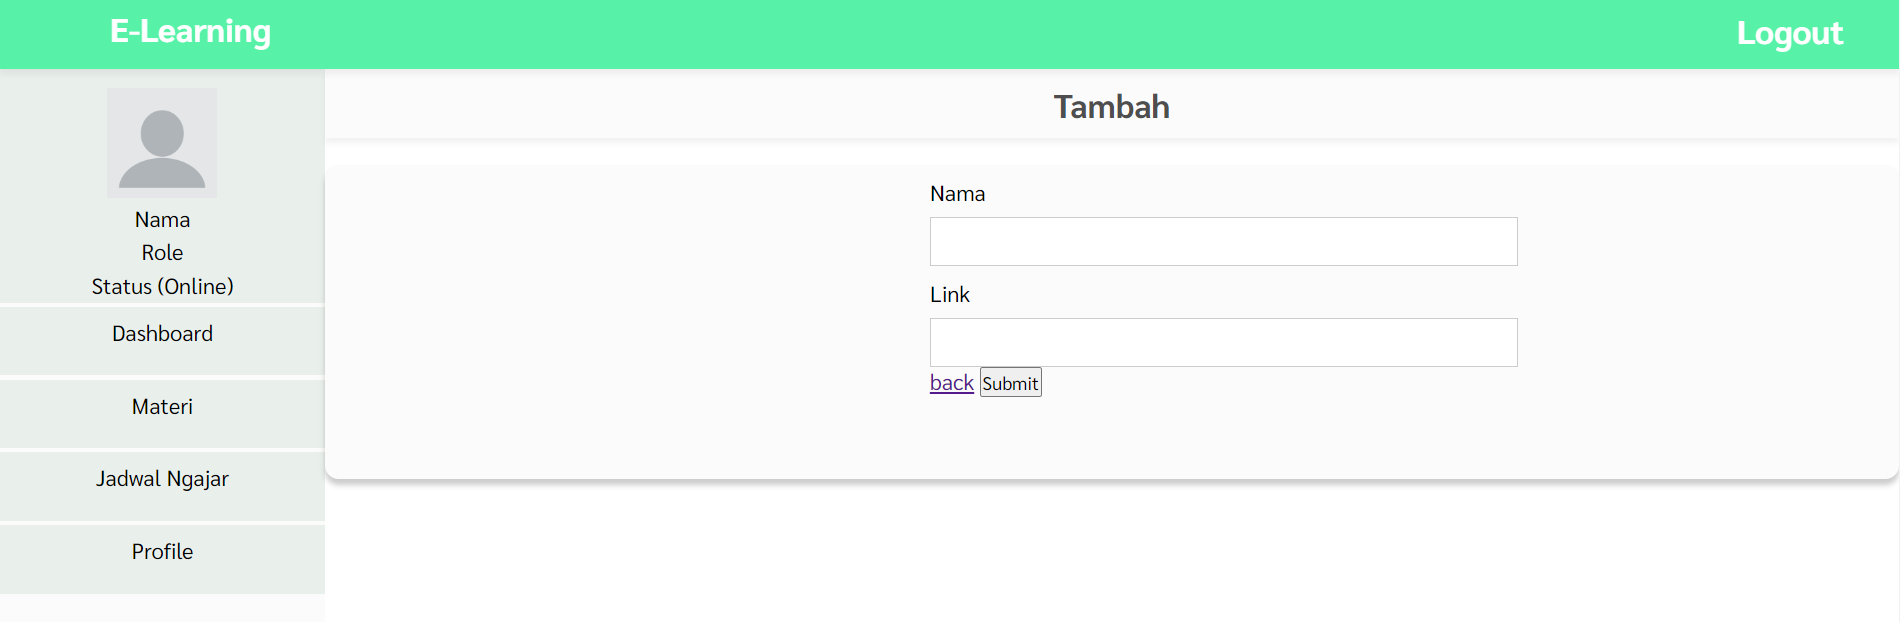 E-Learning
Logout
Nama
Role
Status (Online)
Dashboard
Materi
Jadwal Ngajar
Profile
Tambah
Nama
Link
back Submit